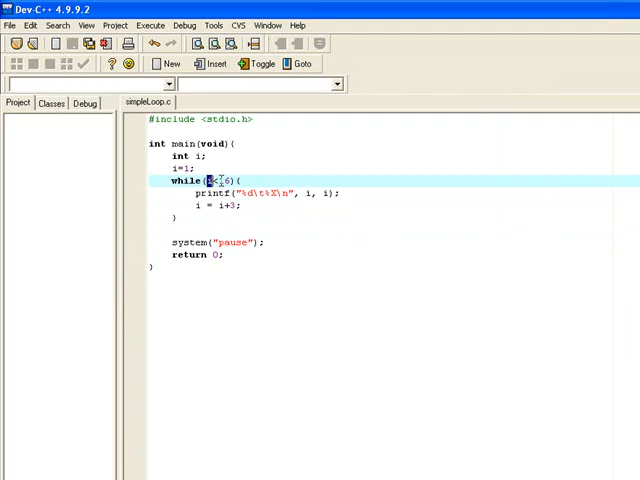 Dev-C++ 4.9.9.2
File Edit Search View Project Execute Debug Tools CVS Window Help
New Insert Toggle Goto
Project Classes Debug simpleLoop.c
#include <stdio.h>
int main(void){
int i;
i=1;
while(i< 6){
printf("%d\t%X\n", i, i);
i = i+3;
}
system("pause");
return 0;
}